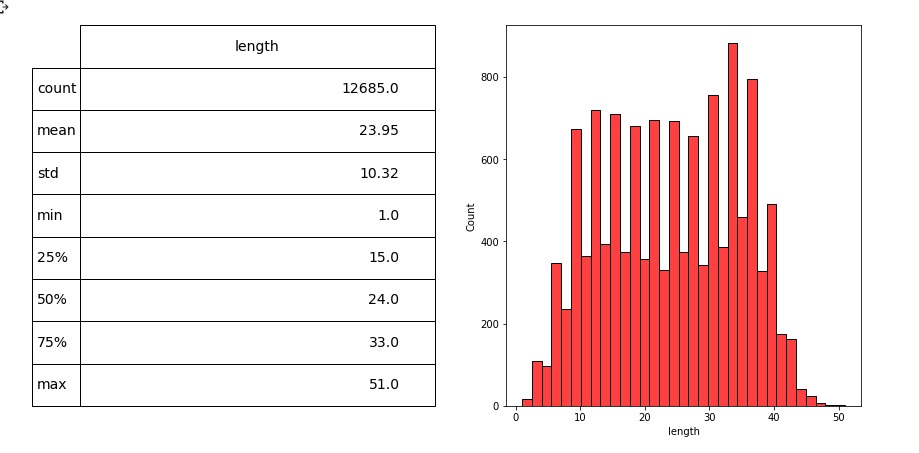 length
count 12685.0
mean 23.95
std 10.32
min 1.0
25% 15.0
50% 24.0
75% 33.0
max 51.0
Count
800
600
400
200
0
0 10 20 30 40 50
length